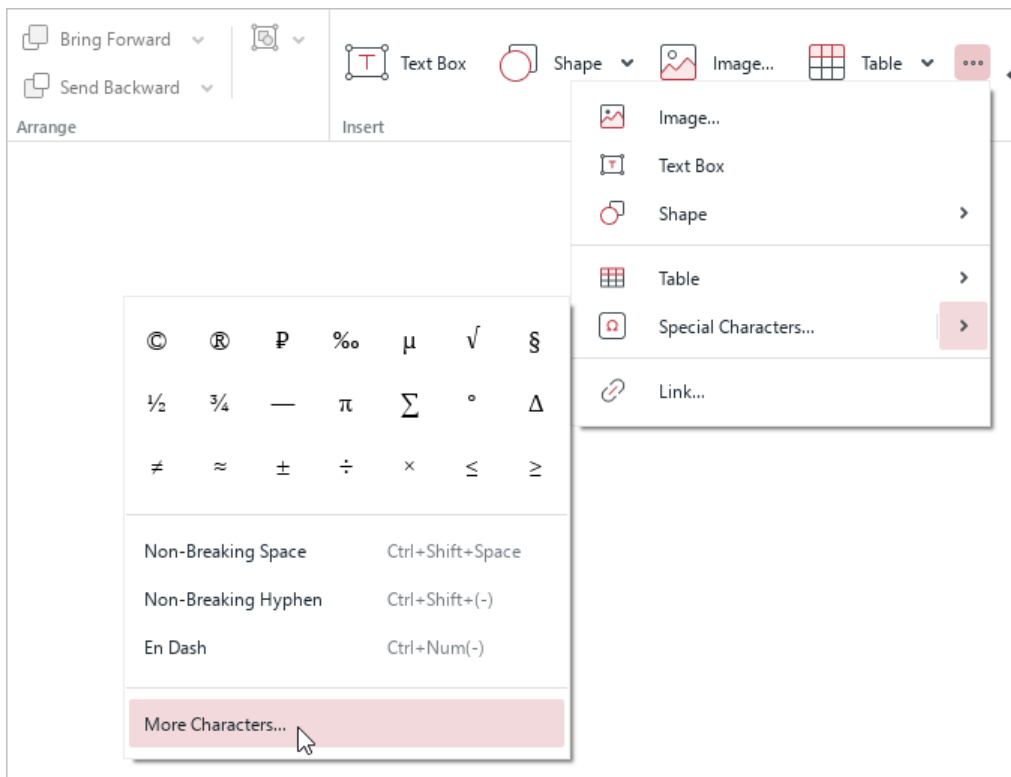 Bring Forward
Send Backward
Arrange
Text Box
Shape
Image...
Table
Insert
Image...
Text Box
Shape
Table
Special Characters...
Link...
© ® ₽ ‰ µ √ §
½ ¾ — π ∑ ° Δ
≠ ≈ ± ÷ × ≤ ≥
Non-Breaking Space Ctrl+Shift+Space
Non-Breaking Hyphen Ctrl+Shift+(-)
En Dash Ctrl+Num(-)
More Characters...